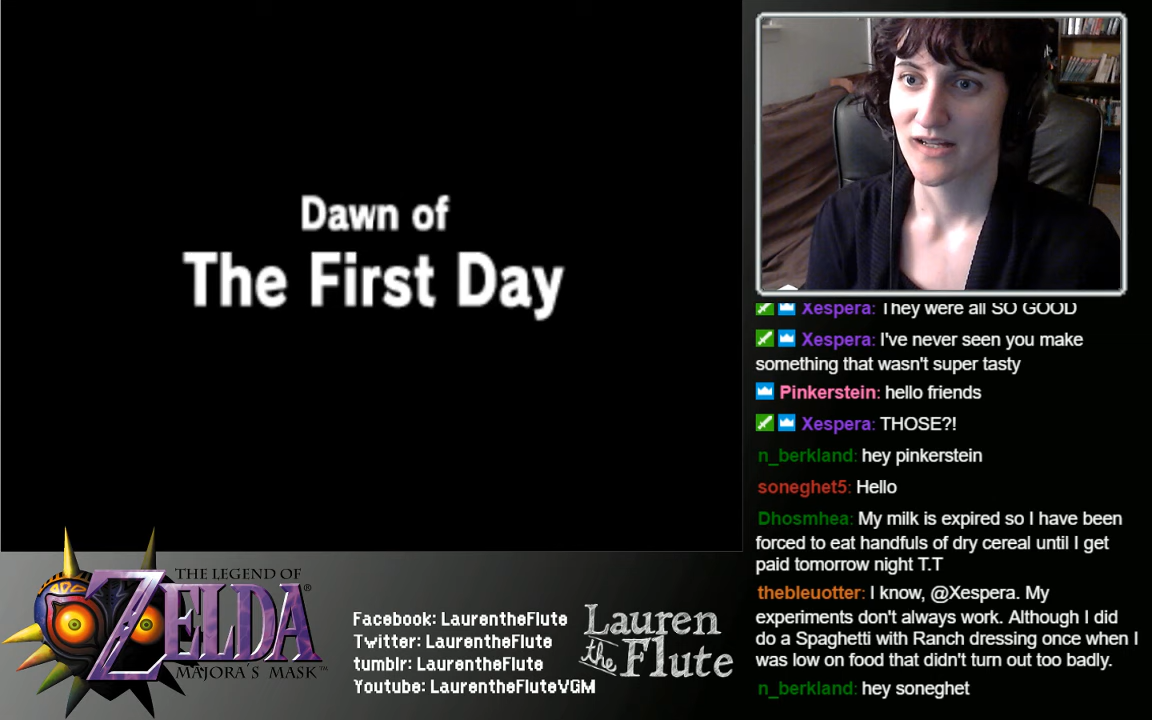 Dawn of
The First Day
Xespera: They were all SO GOOD
Xespera: I've never seen you make
something that wasn't super tasty
Pinkerstein: hello friends
Xespera: THOSE?!
n_berkland: hey pinkerstein
soneghet5: Hello
Dhosmhea: My milk is expired so I have been
forced to eat handfuls of dry cereal until I get
paid tomorrow night T.T
thebleuotter: I know, @Xespera. My
experiments don't always work. Although I did
do a Spaghetti with Ranch dressing once when I
was low on food that didn't turn out too badly.
n_berkland: hey soneghet
THE LEGEND OF
ZELDA®
MAJORA'S MASK™
Facebook: LaurentheFlute
Twitter: LaurentheFlute
tumblr: LaurentheFlute
Youtube: LaurentheFluteVGM
Lauren
the Flute